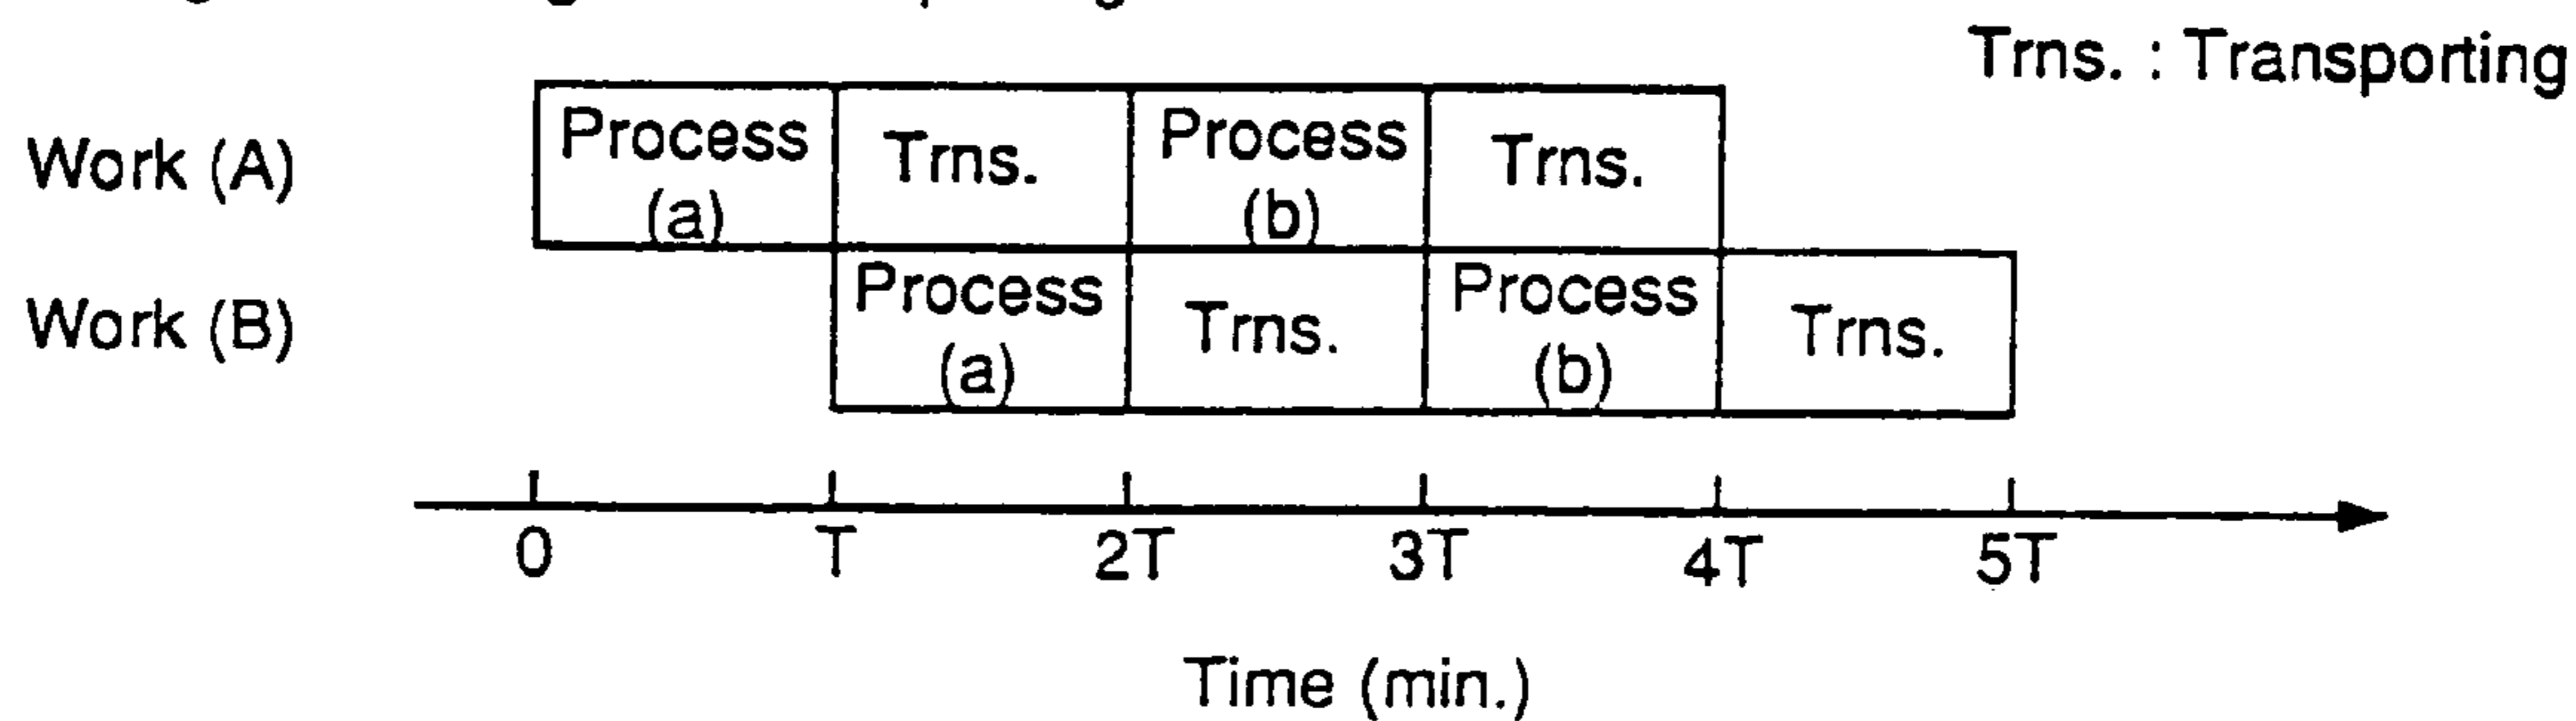 Trns. : Transporting
Work (A)
Process (a)
Trns.
Process (b)
Trns.
Work (B)
Process (a)
Trns.
Process (b)
Trns.
0 T 2T 3T 4T 5T
Time (min.)